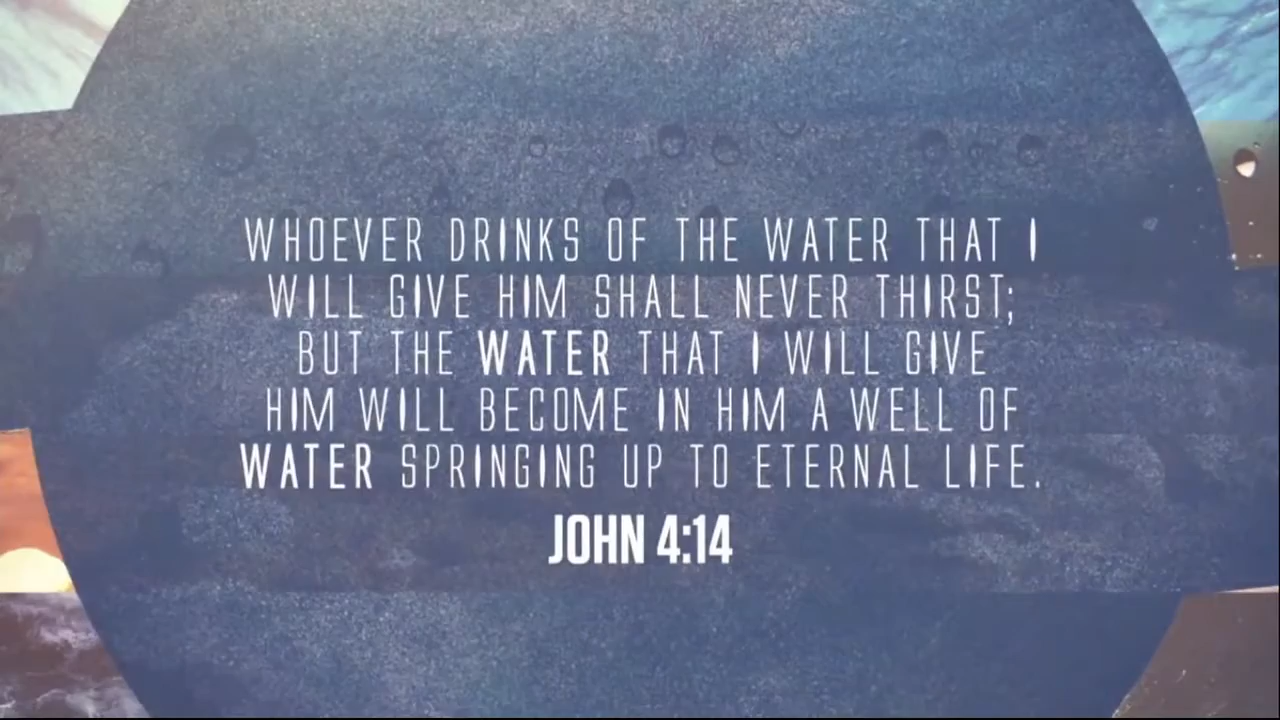 WHOEVER DRINKS OF THE WATER THAT I
WILL GIVE HIM SHALL NEVER THIRST;
BUT THE WATER THAT I WILL GIVE
HIM WILL BECOME IN HIM A WELL OF
WATER SPRINGING UP TO ETERNAL LIFE.
JOHN 4:14